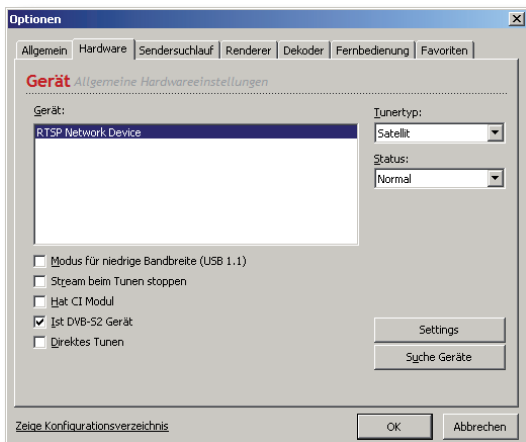 Optionen
Allgemein Hardware Sendersuchlauf Renderer Dekoder Fernbedienung Favoriten
Gerät Allgemeine Hardwareeinstellungen
Gerät:
RTSP Network Device
Tunertyp:
Satellit
Status:
Normal
Modus für niedrige Bandbreite (USB 1.1)
Stream beim Tunen stoppen
Hat CI Modul
Ist DVB-S2 Gerät
Direktes Tunen
Settings
Suche Geräte
Zeige Konfigurationsverzeichnis
OK
Abbrechen